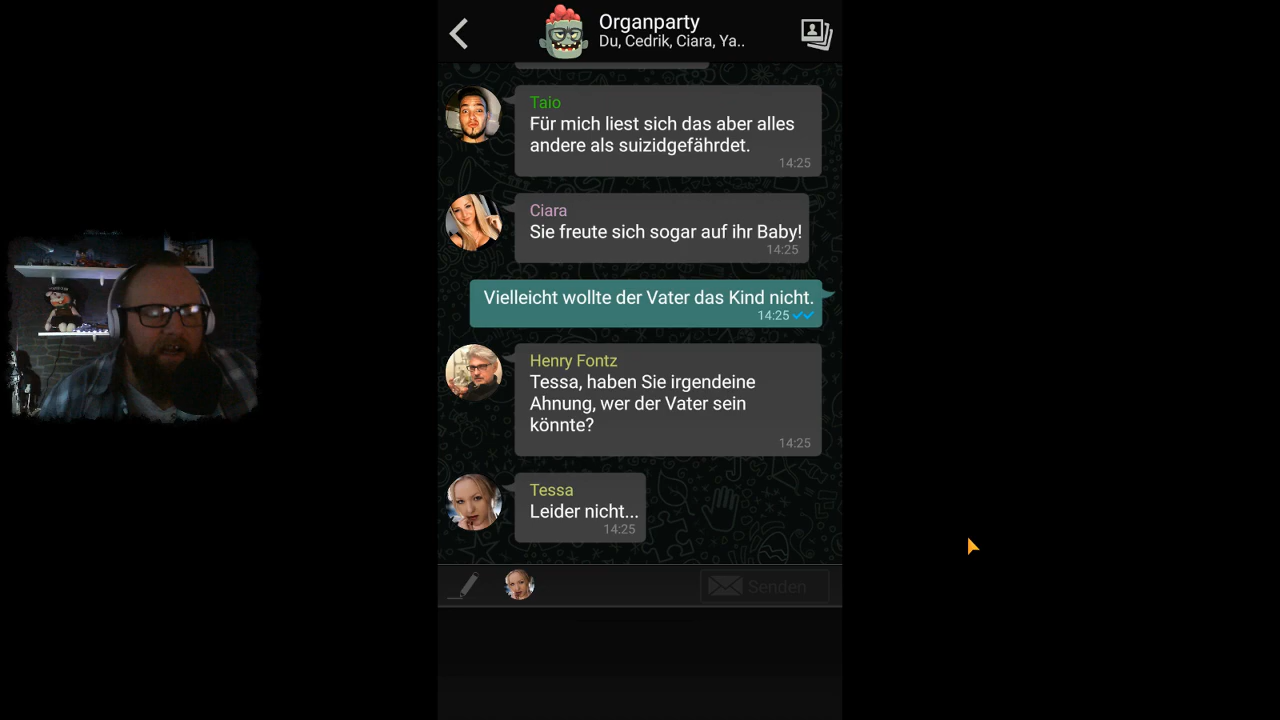 Organparty
Du, Cedrik, Ciara, Ya..
Taio
Für mich liest sich das aber alles
andere als suizidgefährdet.
14:25
Ciara
Sie freute sich sogar auf ihr Baby!
14:25
Vielleicht wollte der Vater das Kind nicht.
14:25
Henry Fontz
Tessa, haben Sie irgendeine
Ahnung, wer der Vater sein
könnte?
14:25
Tessa
Leider nicht...
14:25
Senden